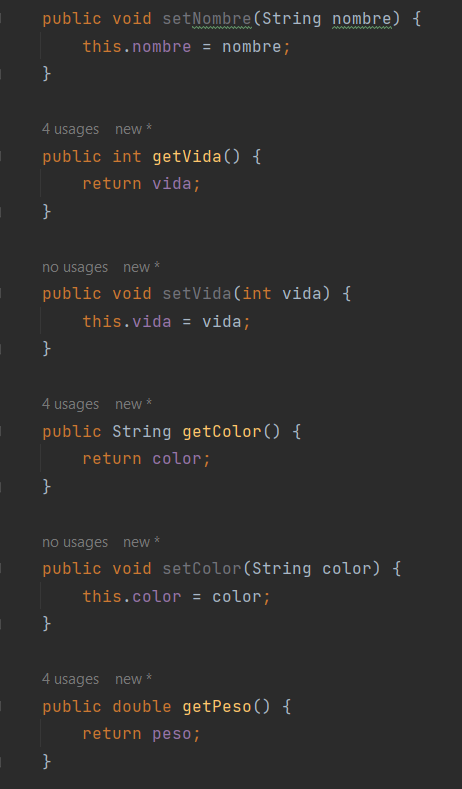 public void setNombre(String nombre) {
    this.nombre = nombre;
}
4 usages   new *
public int getVida() {
    return vida;
}
no usages   new *
public void setVida(int vida) {
    this.vida = vida;
}
4 usages   new *
public String getColor() {
    return color;
}
no usages   new *
public void setColor(String color) {
    this.color = color;
}
4 usages   new *
public double getPeso() {
    return peso;
}